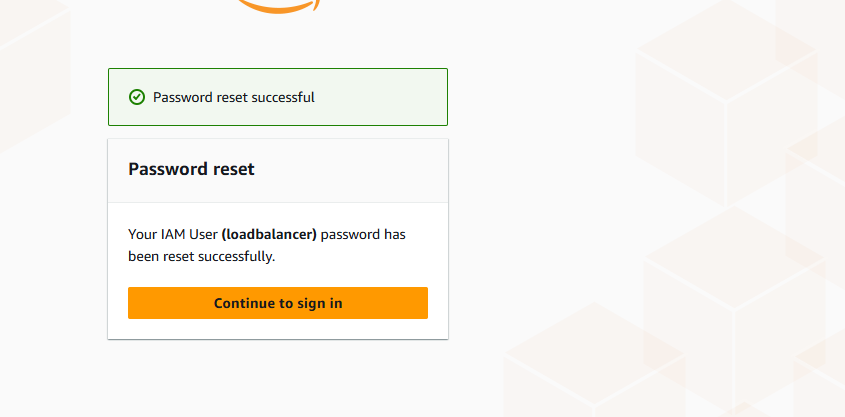 Password reset successful
Password reset
Your IAM User (loadbalancer) password has
been reset successfully.
Continue to sign in